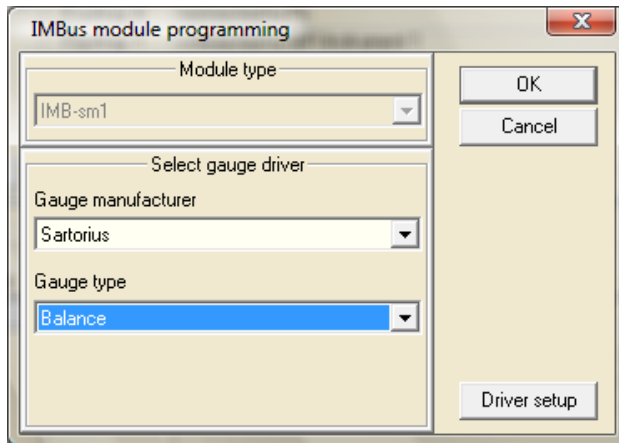 IMBus module programming
Module type
IMB-sm1
OK
Cancel
Select gauge driver
Gauge manufacturer
Sartorius
Gauge type
Balance
Driver setup